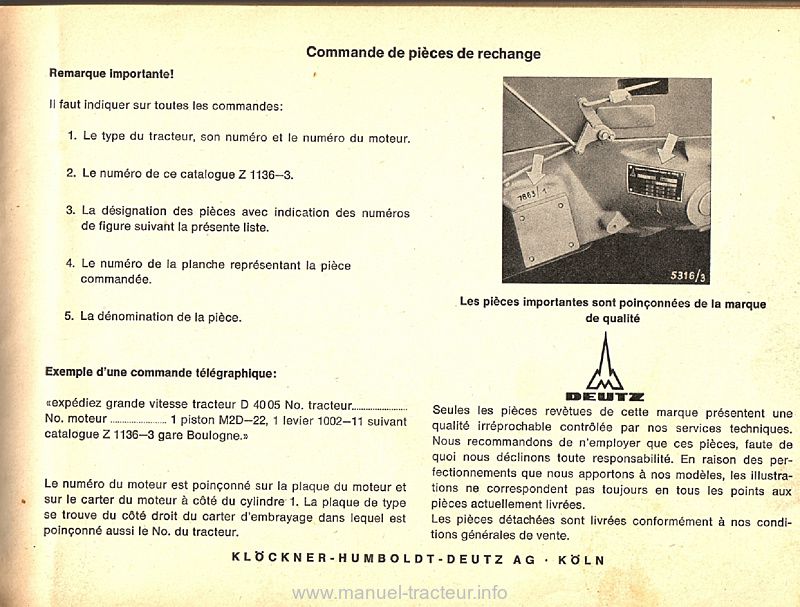 Commande de pièces de rechange
Remarque importante!
Il faut indiquer sur toutes les commandes:
1. Le type du tracteur, son numéro et le numéro du moteur.
2. Le numéro de ce catalogue Z 1136—3.
3. La désignation des pièces avec indication des numéros
de figure suivant la présente liste.
4. Le numéro de la planche représentant la pièce
commandée.
5. La dénomination de la pièce.
Exemple d'une commande télégraphique:
«expédiez grande vitesse tracteur D 4005 No. tracteur........................
No. moteur ........................ 1 piston M2D—22, 1 levier 1002—11 suivant
catalogue Z 1136—3 gare Boulogne.»
Le numéro du moteur est poinçonné sur la plaque du moteur et
sur le carter du moteur à côté du cylindre 1. La plaque de type
se trouve du côté droit du carter d'embrayage dans lequel est
poinçonné aussi le No. du tracteur.
7863/1
5316/3
Les pièces importantes sont poinçonnées de la marque
de qualité
DEUTZ
Seules les pièces revètues de cette marque présentent une
qualité irréprochable contrôlée par nos services techniques.
Nous recommandons de n'employer que ces pièces, faute de
quoi nous déclinons toute responsabilité. En raison des per-
fectionnements que nous apportons à nos modèles, les illustra-
tions ne correspondent pas toujours en tous les points aux
pièces actuellement livrées.
Les pièces détachées sont livrées conformément à nos condi-
tions générales de vente.
KLÖCKNER-HUMBOLDT-DEUTZ AG · KÖLN
www.manuel-tracteur.info